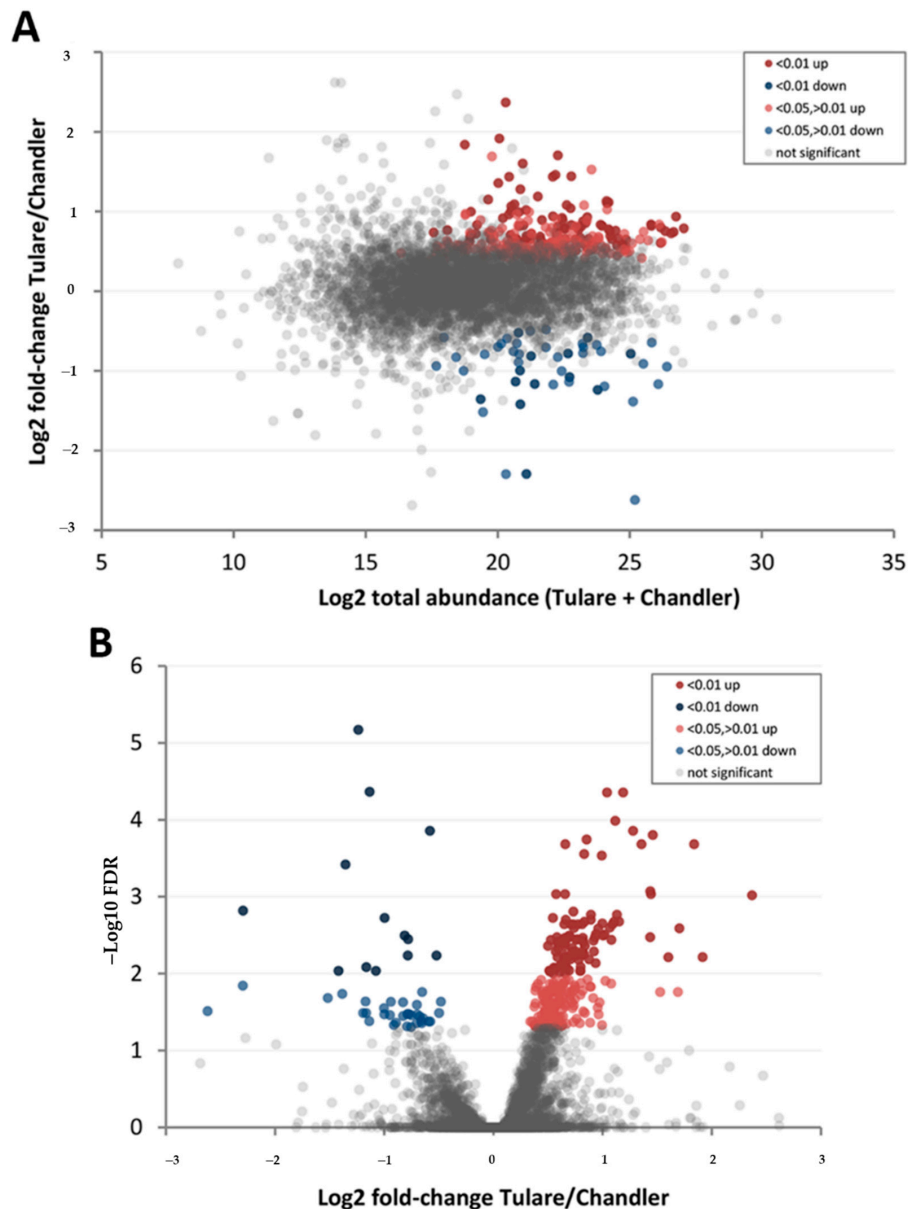 A
Log2 fold-change Tulare/Chandler
3
2
1
0
−1
−2
−3
<0.01 up
<0.01 down
<0.05,>0.01 up
<0.05,>0.01 down
not significant
5 10 15 20 25 30 35
Log2 total abundance (Tulare + Chandler)
B
−Log10 FDR
6
5
4
3
2
1
0
<0.01 up
<0.01 down
<0.05,>0.01 up
<0.05,>0.01 down
not significant
−3 −2 −1 0 1 2 3
Log2 fold-change Tulare/Chandler